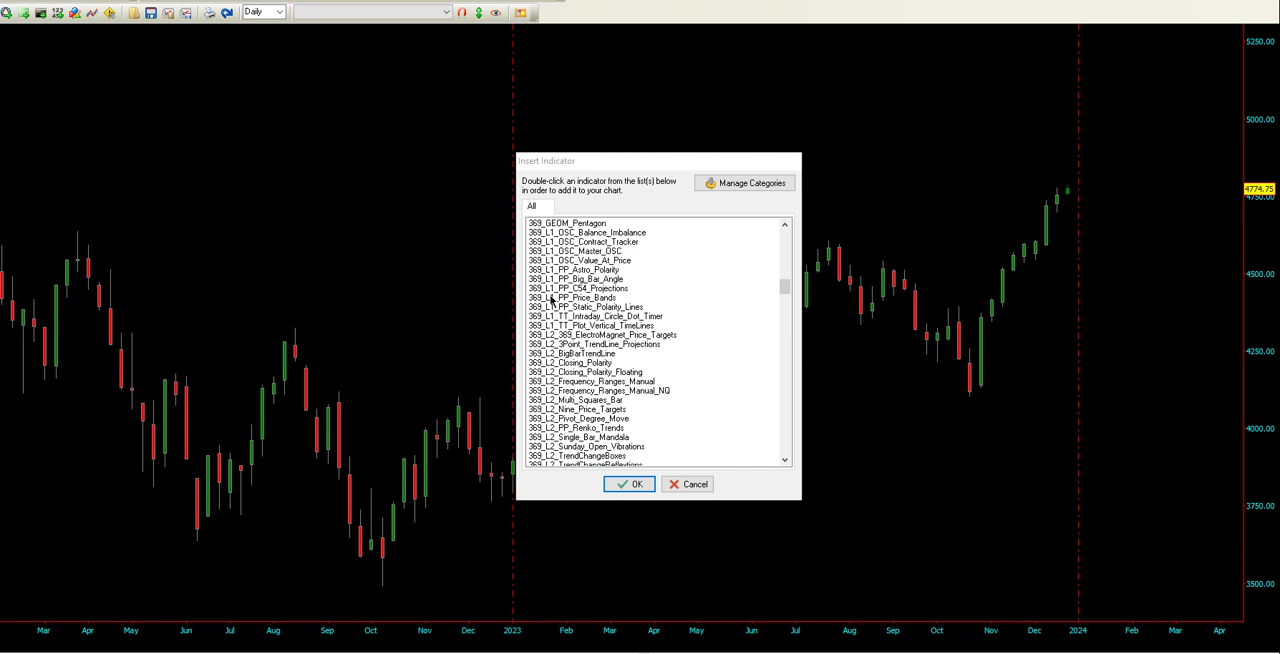 Daily
Insert Indicator
Double-click an indicator from the list(s) below
in order to add it to your chart.
Manage Categories
All
369_GEOM_Pentagon
369_L1_OSC_Balance_Imbalance
369_L1_OSC_Contract_Tracker
369_L1_OSC_Master_OSC
369_L1_OSC_Value_At_Price
369_L1_PP_Astro_Polarity
369_L1_PP_Big_Bar_Angle
369_L1_PP_C54_Projections
369_L1_PP_Price_Bands
369_L1_PP_Static_Polarity_Lines
369_L1_TT_Intraday_Circle_Dot_Timer
369_L1_TT_Plot_Vertical_TimeLines
369_L2_369_ElectroMagnet_Price_Targets
369_L2_3Point_TrendLine_Projections
369_L2_BigBarTrendLine
369_L2_Closing_Polarity
369_L2_Closing_Polarity_Floating
369_L2_Frequency_Ranges_Manual
369_L2_Frequency_Ranges_Manual_NQ
369_L2_Multi_Squares_Bar
369_L2_Nine_Price_Targets
369_L2_Pivot_Degree_Move
369_L2_PP_Renko_Trends
369_L2_Single_Bar_Mandala
369_L2_Sunday_Open_Vibrations
369_L2_TrendChangeBoxes
369_L2_TrendChangeReflextions
OK
Cancel
5250.00
5000.00
4774.75
4750.00
4500.00
4250.00
4000.00
3750.00
3500.00
Mar Apr May Jun Jul Aug Sep Oct Nov Dec 2023 Feb Mar Apr May Jun Jul Aug Sep Oct Nov Dec 2024 Feb Mar Apr